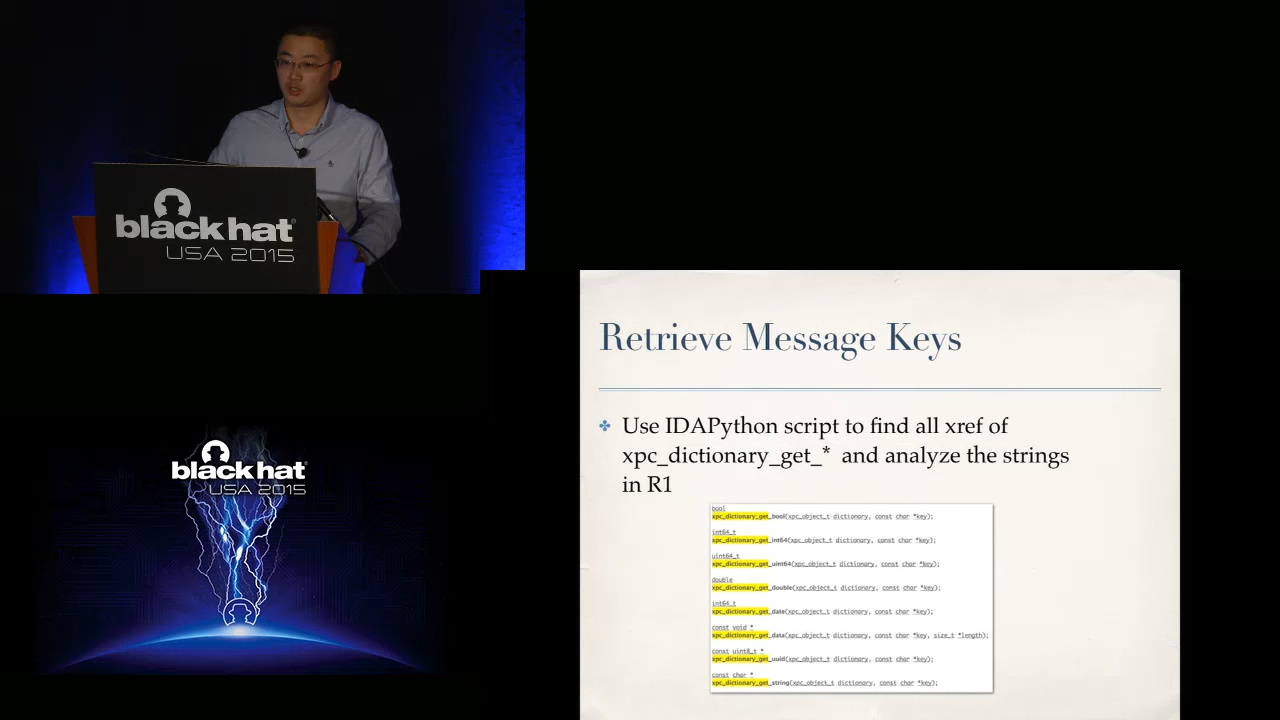 black hat®
USA 2015
black hat®
USA 2015
Retrieve Message Keys
Use IDAPython script to find all xref of
xpc_dictionary_get_* and analyze the strings
in R1
bool
xpc_dictionary_get_bool(xpc_object_t dictionary, const char *key);
int64_t
xpc_dictionary_get_int64(xpc_object_t dictionary, const char *key);
uint64_t
xpc_dictionary_get_uint64(xpc_object_t dictionary, const char *key);
double
xpc_dictionary_get_double(xpc_object_t dictionary, const char *key);
int64_t
xpc_dictionary_get_date(xpc_object_t dictionary, const char *key);
const void *
xpc_dictionary_get_data(xpc_object_t dictionary, const char *key, size_t *length);
const uint8_t *
xpc_dictionary_get_uuid(xpc_object_t dictionary, const char *key);
const char *
xpc_dictionary_get_string(xpc_object_t dictionary, const char *key);